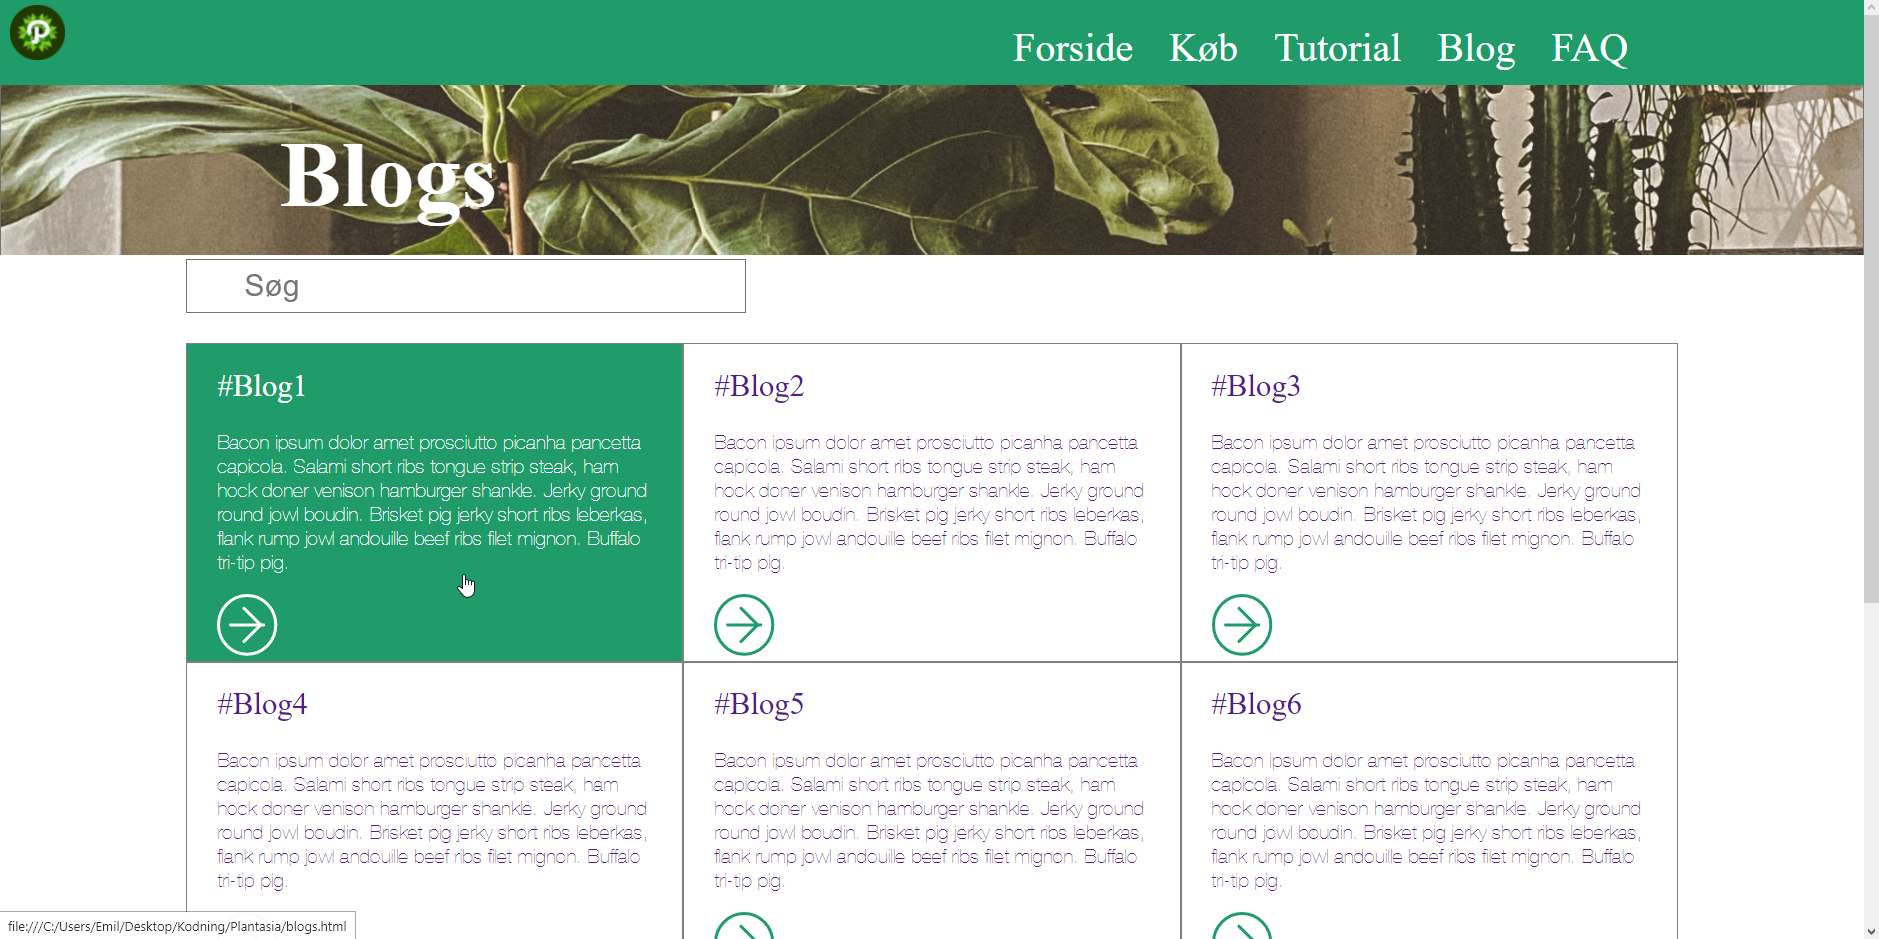 P
Forside Køb Tutorial Blog FAQ
Blogs
Søg
#Blog1
Bacon ipsum dolor amet prosciutto picanha pancetta
capicola. Salami short ribs tongue strip steak, ham
hock doner venison hamburger shankle. Jerky ground
round jowl boudin. Brisket pig jerky short ribs leberkas,
flank rump jowl andouille beef ribs filet mignon. Buffalo
tri-tip pig.
#Blog2
Bacon ipsum dolor amet prosciutto picanha pancetta
capicola. Salami short ribs tongue strip steak, ham
hock doner venison hamburger shankle. Jerky ground
round jowl boudin. Brisket pig jerky short ribs leberkas,
flank rump jowl andouille beef ribs filet mignon. Buffalo
tri-tip pig.
#Blog3
Bacon ipsum dolor amet prosciutto picanha pancetta
capicola. Salami short ribs tongue strip steak, ham
hock doner venison hamburger shankle. Jerky ground
round jowl boudin. Brisket pig jerky short ribs leberkas,
flank rump jowl andouille beef ribs filet mignon. Buffalo
tri-tip pig.
#Blog4
Bacon ipsum dolor amet prosciutto picanha pancetta
capicola. Salami short ribs tongue strip steak, ham
hock doner venison hamburger shankle. Jerky ground
round jowl boudin. Brisket pig jerky short ribs leberkas,
flank rump jowl andouille beef ribs filet mignon. Buffalo
tri-tip pig.
#Blog5
Bacon ipsum dolor amet prosciutto picanha pancetta
capicola. Salami short ribs tongue strip steak, ham
hock doner venison hamburger shankle. Jerky ground
round jowl boudin. Brisket pig jerky short ribs leberkas,
flank rump jowl andouille beef ribs filet mignon. Buffalo
tri-tip pig.
#Blog6
Bacon ipsum dolor amet prosciutto picanha pancetta
capicola. Salami short ribs tongue strip steak, ham
hock doner venison hamburger shankle. Jerky ground
round jowl boudin. Brisket pig jerky short ribs leberkas,
flank rump jowl andouille beef ribs filet mignon. Buffalo
tri-tip pig.
file:///C:/Users/Emil/Desktop/Kodning/Plantasia/blogs.html